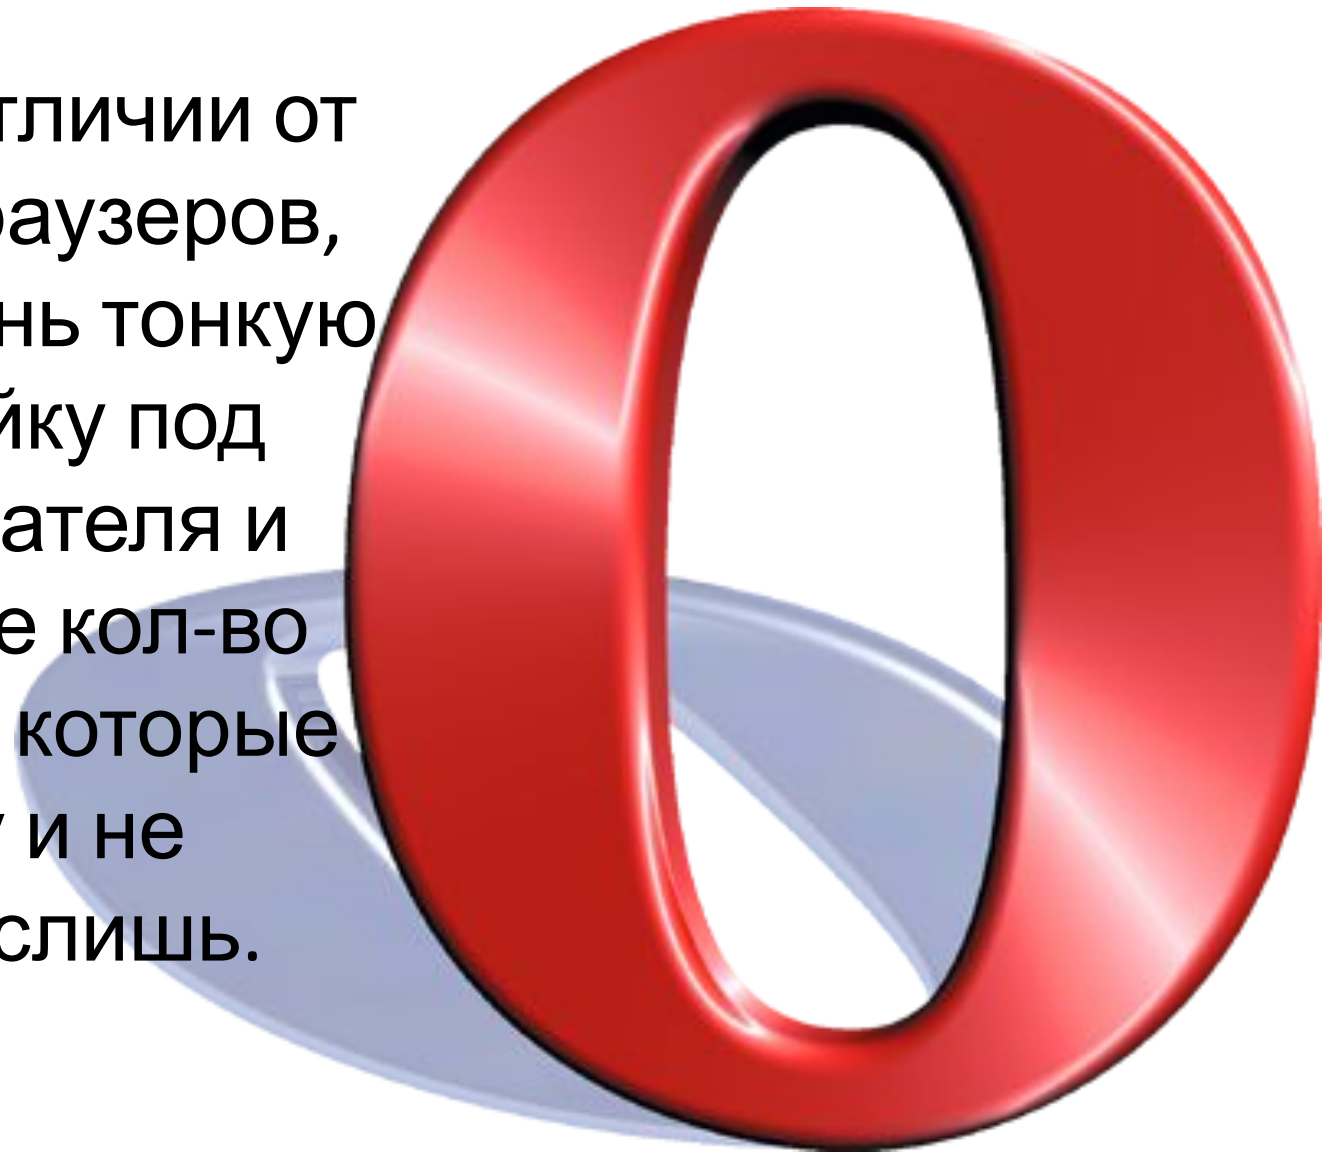 тличии от
раузеров,
нь тонкую
йку под
ателя и
е кол-во
которые
у и не
слишь.